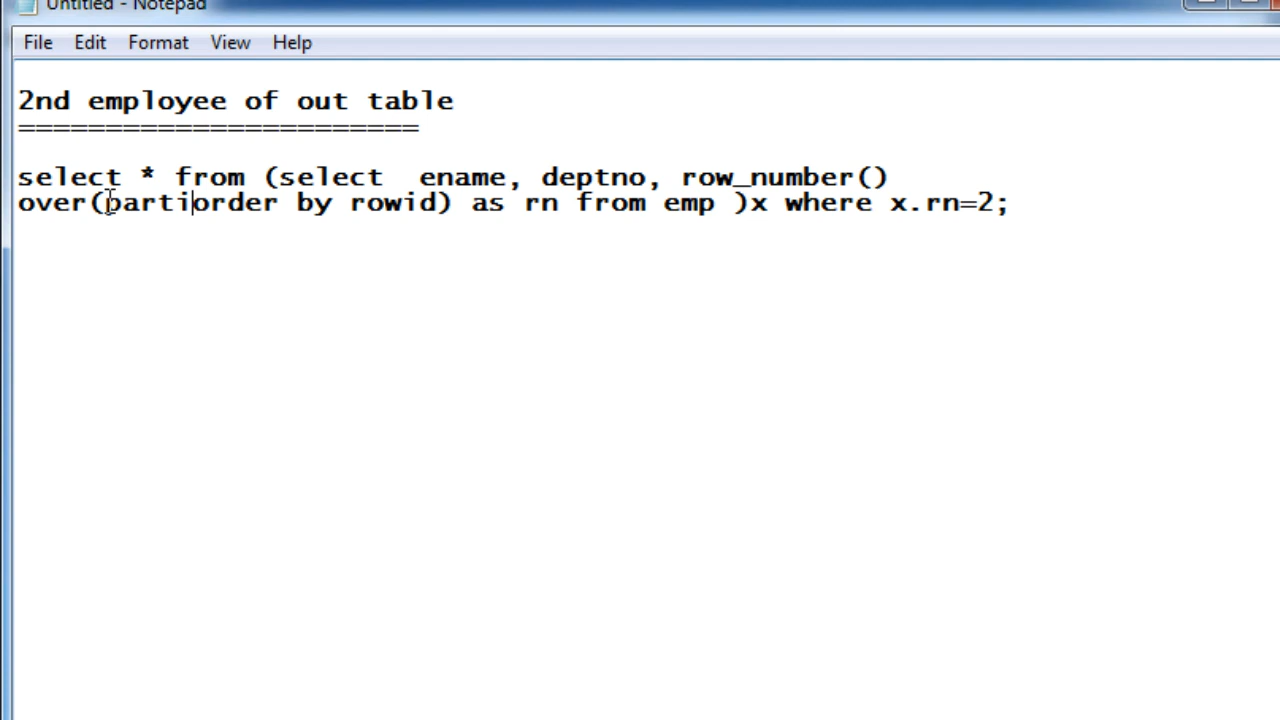 Untitled - Notepad
File Edit Format View Help
2nd employee of out table
=======================
select * from (select  ename, deptno, row_number()
over(partiorder by rowid) as rn from emp )x where x.rn=2;